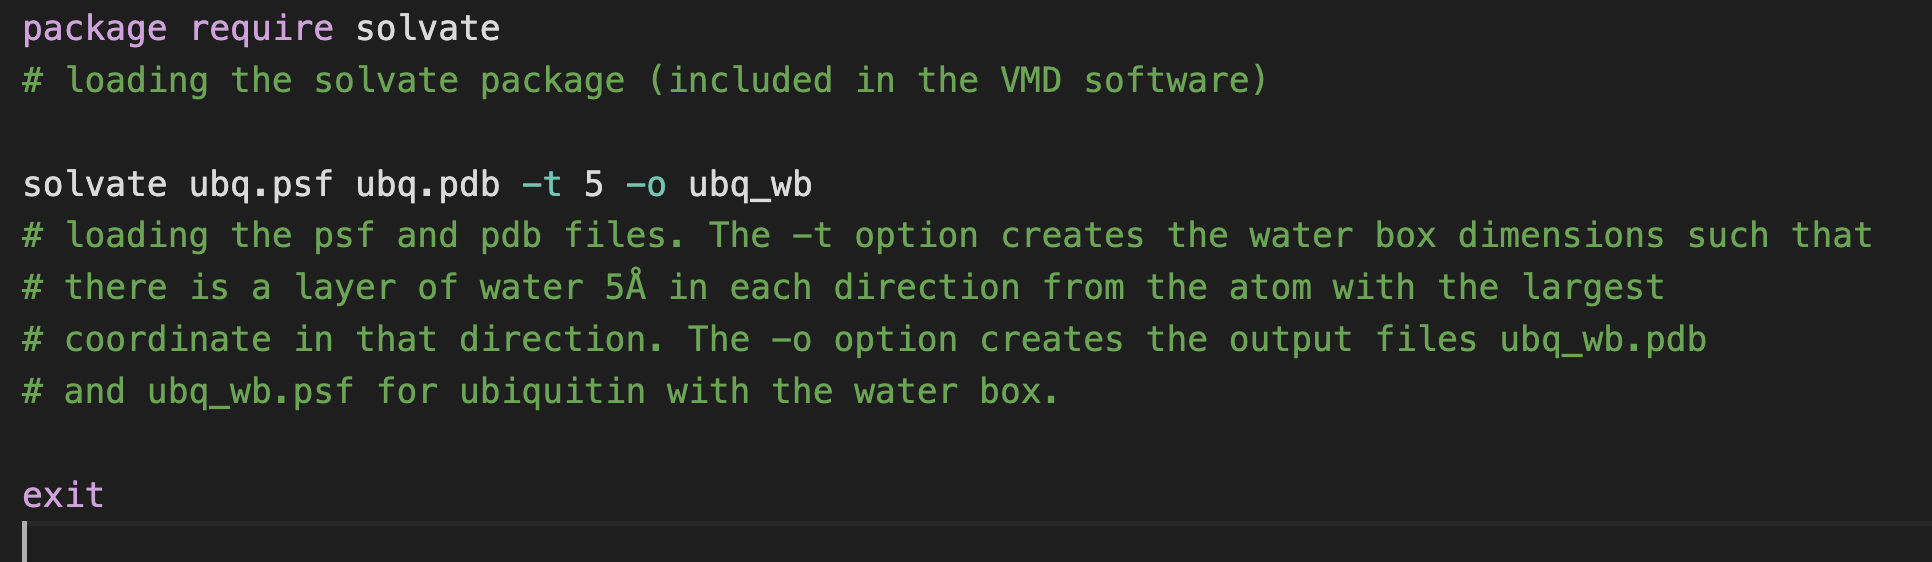 package require solvate
# loading the solvate package (included in the VMD software)
solvate ubq.psf ubq.pdb -t 5 -o ubq_wb
# loading the psf and pdb files. The -t option creates the water box dimensions such that
# there is a layer of water 5Å in each direction from the atom with the largest
# coordinate in that direction. The -o option creates the output files ubq_wb.pdb
# and ubq_wb.psf for ubiquitin with the water box.
exit